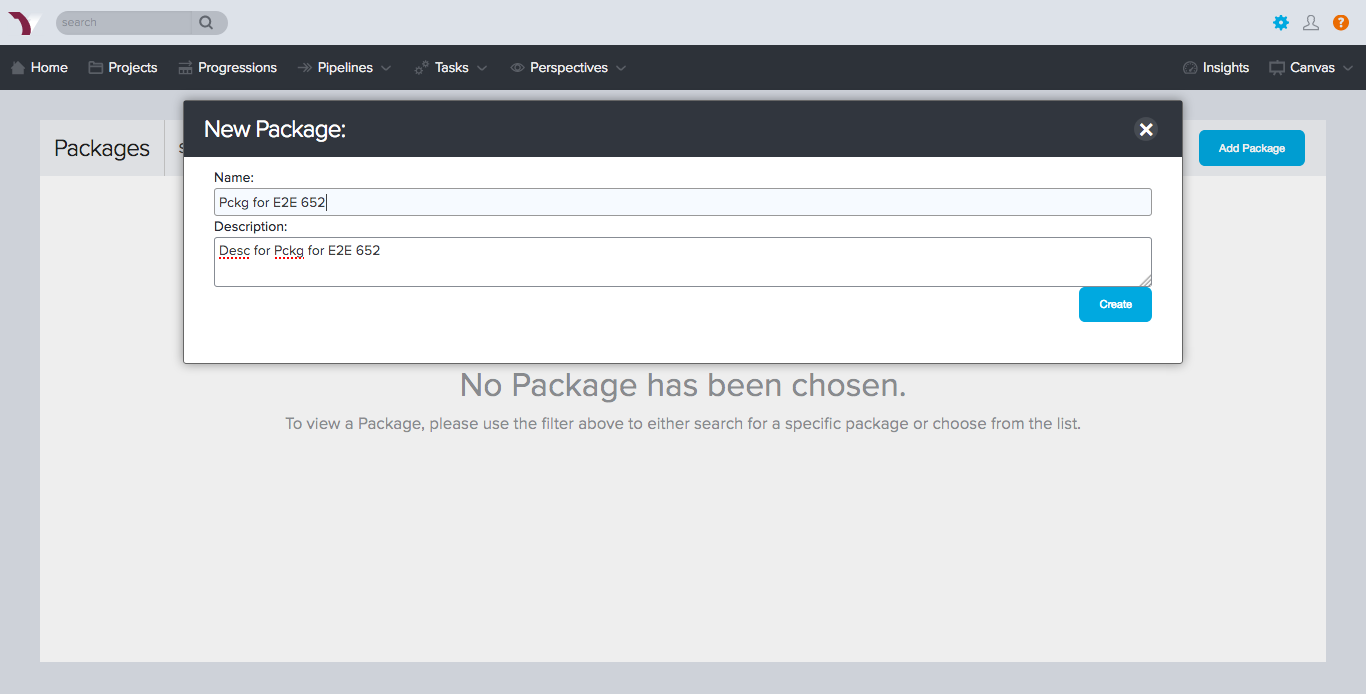 search
Home Projects Progressions Pipelines Tasks Perspectives Insights Canvas
New Package:
Packages
Add Package
Name:
Pckg for E2E 652
Description:
Desc for Pckg for E2E 652
Create
No Package has been chosen.
To view a Package, please use the filter above to either search for a specific package or choose from the list.